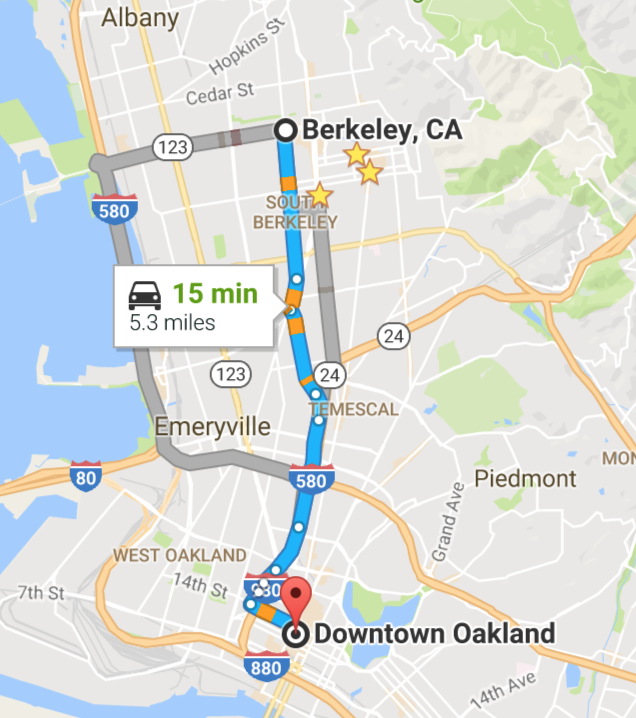 Albany
Hopkins St
Cedar St
Berkeley, CA
123
580
SOUTH
BERKELEY
15 min
5.3 miles
24
123
24
TEMESCAL
Emeryville
80
580
Piedmont
MON
Grand Ave
WEST OAKLAND
14th St
7th St
980
Downtown Oakland
880
14th Ave